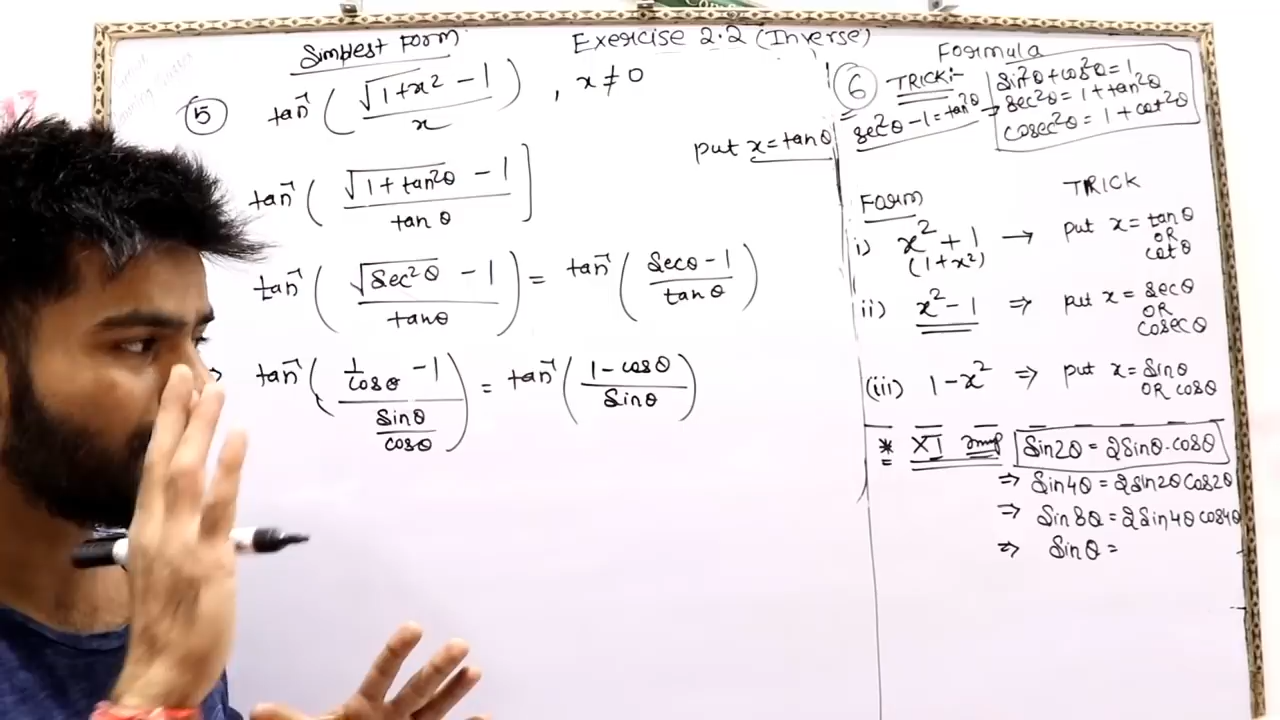 Simplest Form
Exercise 2.2 (Inverse)
⑤ tan⁻¹( (√(1+x²) - 1) / x ) , x ≠ 0
put x = tanθ
tan⁻¹( (√(1 + tan²θ) - 1) / tan θ ]
tan⁻¹( (√(Sec²θ) - 1) / tanθ ) = tan⁻¹( (Secθ - 1) / tanθ )
tan⁻¹( (1/cosθ - 1) / (Sinθ/cosθ) ) = tan⁻¹( (1 - cosθ) / Sinθ )
Formula
⑥ TRICK:-
Sin²θ + cos²θ = 1
sec²θ - 1 = tan²θ → sec²θ = 1 + tan²θ
cosec²θ = 1 + cot²θ
Form TRICK
i) x² + 1 → put x = tanθ
(1 + x²) OR
cotθ
ii) x² - 1 ⇒ put x = secθ
OR
cosecθ
(iii) 1 - x² ⇒ put x = Sinθ
OR cosθ
* XI Sin2θ = 2Sinθ.cosθ
⇒ Sin4θ = 2Sin2θ cos2θ
⇒ Sin8θ = 2Sin4θ cos4θ
⇒ Sinθ =